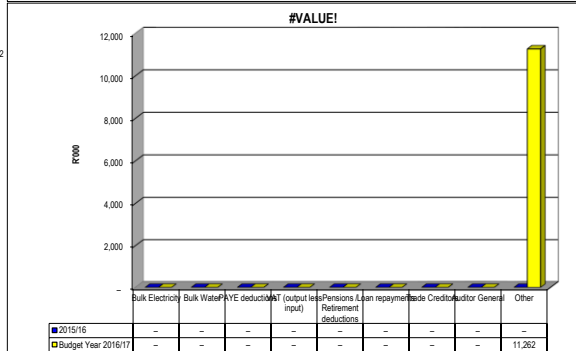 #VALUE!
2
12,000
10,000
8,000
6,000
4,000
2,000
–
R'000
Bulk Electricity Bulk Water PAYE deductions VAT (output less input) Pensions / Retirement deductions Loan repayments Trade Creditors Auditor General Other
2015/16 – – – – – – – – –
Budget Year 2016/17 – – – – – – – – 11,262